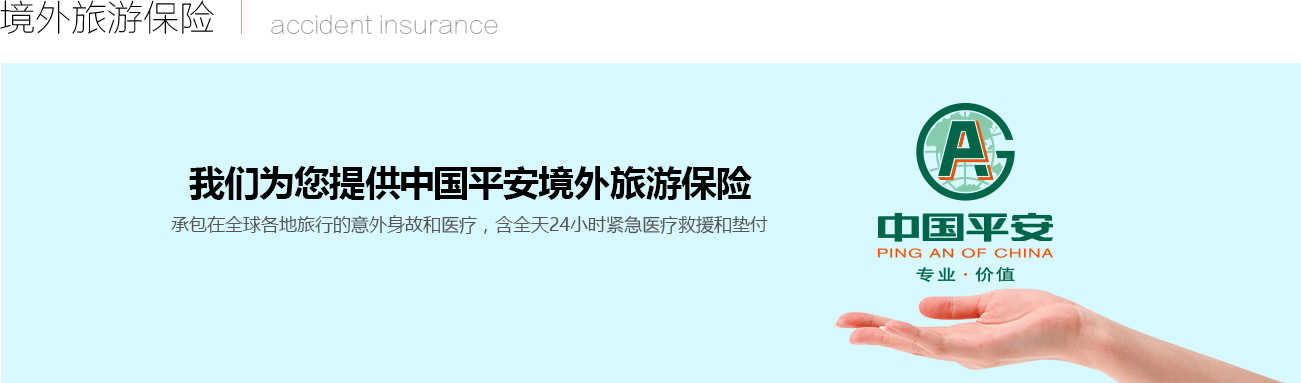 境外旅游保险
accident insurance
我们为您提供中国平安境外旅游保险
承包在全球各地旅行的意外身故和医疗，含全天24小时紧急医疗救援和垫付
AG
中国平安
PING AN OF CHINA
专业·价值